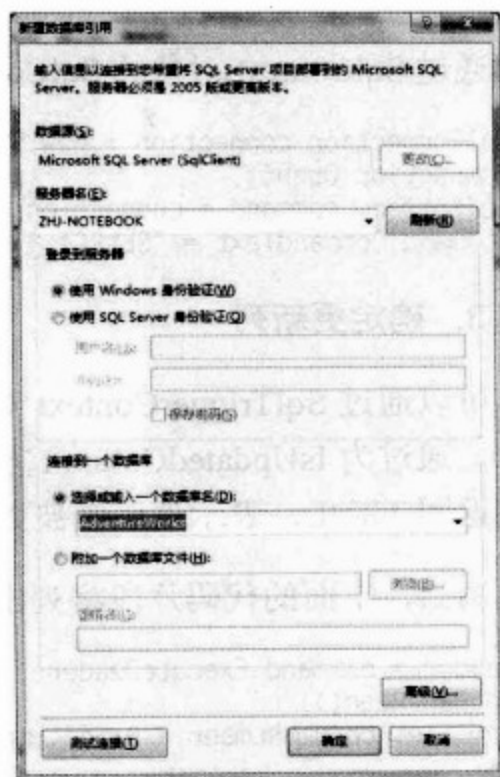 新建数据库引用
输入信息以连接到您希望将 SQL Server 项目部署到的 Microsoft SQL
Server。服务器必须是 2005 版或更高版本。
数据源(S):
Microsoft SQL Server (SqlClient)
更改(C)...
服务器名(E):
ZHJ-NOTEBOOK
刷新(R)
登录到服务器
使用 Windows 身份验证(W)
使用 SQL Server 身份验证(Q)
用户名(U):
保存密码(S)
连接到一个数据库
选择或输入一个数据库名(D):
AdventureWorks
附加一个数据库文件(H):
浏览(B)...
逻辑名(L):
高级(V)...
测试连接(T)
确定
取消